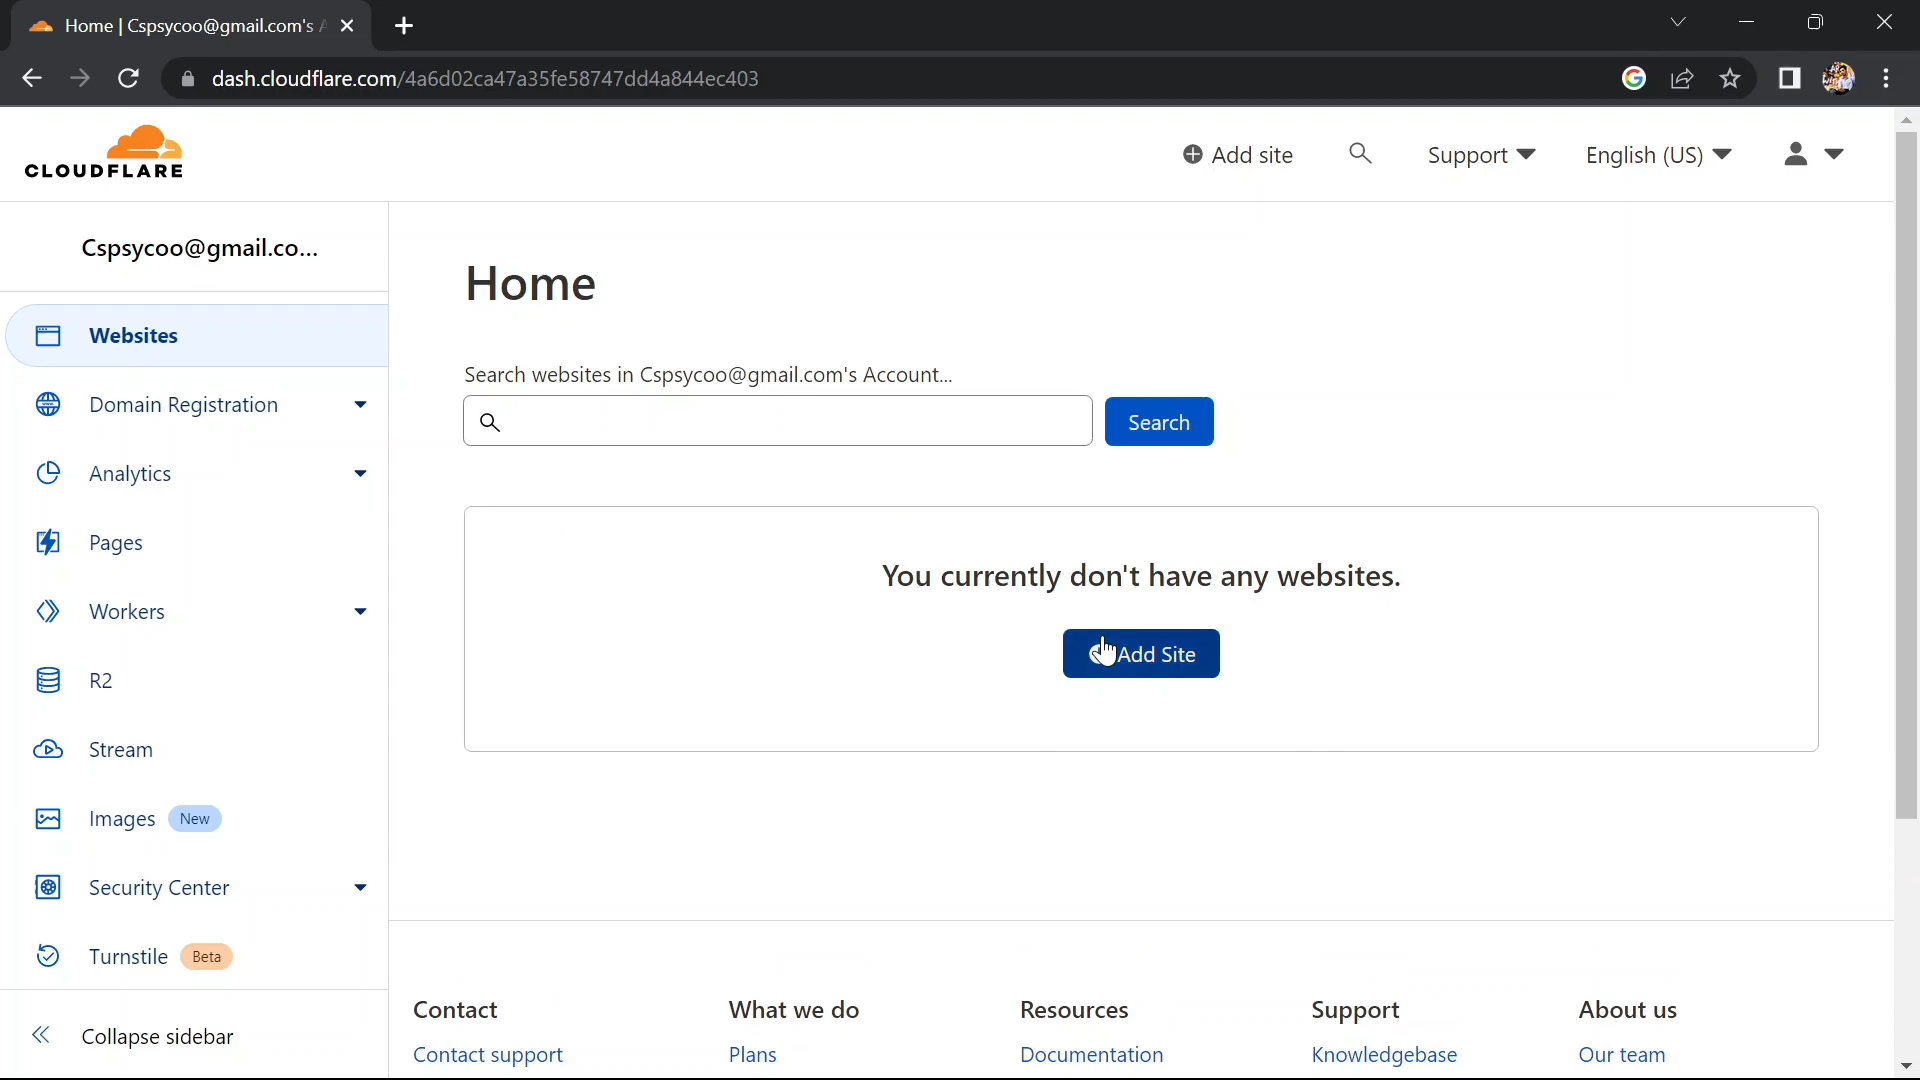 Home | Cspsycoo@gmail.com's
dash.cloudflare.com/4a6d02ca47a35fe58747dd4a844ec403
CLOUDFLARE
Add site
Support
English (US)
Cspsycoo@gmail.co...
Websites
Domain Registration
Analytics
Pages
Workers
R2
Stream
Images New
Security Center
Turnstile Beta
Collapse sidebar
Home
Search websites in Cspsycoo@gmail.com's Account...
Search
You currently don't have any websites.
Add Site
Contact
What we do
Resources
Support
About us
Contact support
Plans
Documentation
Knowledgebase
Our team